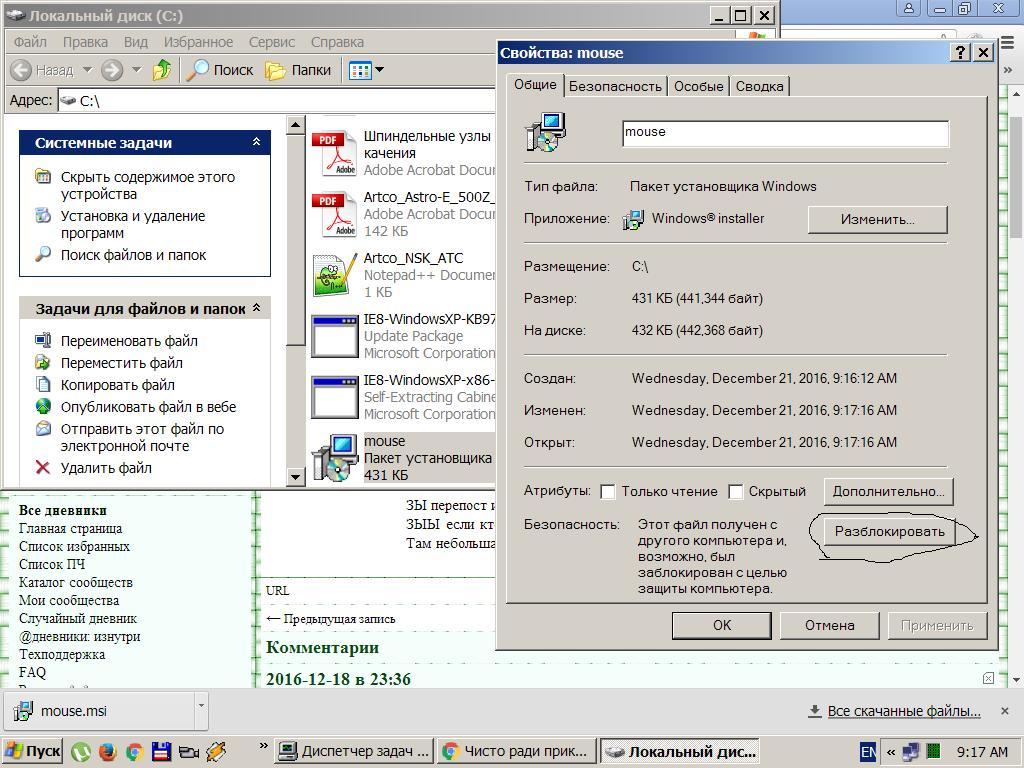 Локальный диск (C:)
Файл Правка Вид Избранное Сервис Справка
Назад Поиск Папки
Адрес: C:\
Системные задачи
Скрыть содержимое этого
устройства
Установка и удаление
программ
Поиск файлов и папок
Задачи для файлов и папок
Переименовать файл
Переместить файл
Копировать файл
Опубликовать файл в вебе
Отправить этот файл по
электронной почте
Удалить файл
PDF
Adobe
Шпиндельные узлы
качения
Adobe Acrobat Docu
PDF
Adobe
Artco_Astro-E_500Z_
Adobe Acrobat Docu
142 КБ
Artco_NSK_ATC
Notepad++ Documer
1 КБ
IE8-WindowsXP-KB97
Update Package
Microsoft Corporation
IE8-WindowsXP-x86-
Self-Extracting Cabine
Microsoft Corporation
mouse
Пакет установщика
431 КБ
Свойства: mouse
Общие Безопасность Особые Сводка
mouse
Тип файла: Пакет установщика Windows
Приложение: Windows® installer Изменить...
Размещение: C:\
Размер: 431 КБ (441,344 байт)
На диске: 432 КБ (442,368 байт)
Создан: Wednesday, December 21, 2016, 9:16:12 AM
Изменен: Wednesday, December 21, 2016, 9:17:16 AM
Открыт: Wednesday, December 21, 2016, 9:17:16 AM
Атрибуты: Только чтение Скрытый Дополнительно...
Безопасность: Этот файл получен с
другого компьютера и,
возможно, был
заблокирован с целью
защиты компьютера.
Разблокировать
OK Отмена Применить
Все дневники
Главная страница
Список избранных
Список ПЧ
Каталог сообществ
Мои сообщества
Случайный дневник
@дневники: изнутри
Техподдержка
FAQ
ЗЫ перепост и
ЗЫЫ если кт
Там небольша
URL
← Предыдущая запись
Комментарии
2016-12-18 в 23:36
mouse.msi
Все скачанные файлы...
Пуск » Диспетчер задач ... Чисто ради прик... Локальный дис... EN « 9:17 AM